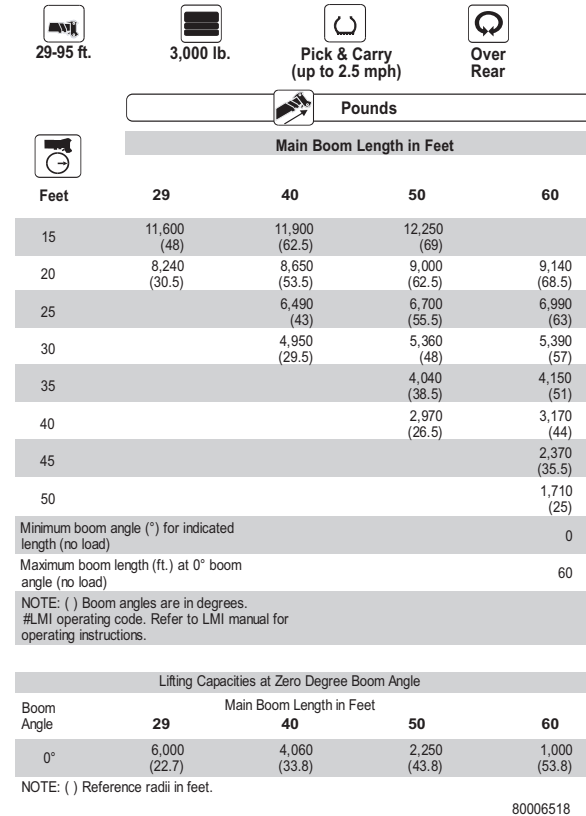 29-95 ft. 3,000 lb. Pick & Carry Over
(up to 2.5 mph) Rear
Pounds
Main Boom Length in Feet
Feet 29 40 50 60
15 11,600 11,900 12,250
(48) (62.5) (69)
20 8,240 8,650 9,000 9,140
(30.5) (53.5) (62.5) (68.5)
25 6,490 6,700 6,990
(43) (55.5) (63)
30 4,950 5,360 5,390
(29.5) (48) (57)
35 4,040 4,150
(38.5) (51)
40 2,970 3,170
(26.5) (44)
45 2,370
(35.5)
50 1,710
(25)
Minimum boom angle (°) for indicated
length (no load) 0
Maximum boom length (ft.) at 0° boom
angle (no load) 60
NOTE: ( ) Boom angles are in degrees.
#LMI operating code. Refer to LMI manual for
operating instructions.
Lifting Capacities at Zero Degree Boom Angle
Boom Main Boom Length in Feet
Angle 29 40 50 60
0° 6,000 4,060 2,250 1,000
(22.7) (33.8) (43.8) (53.8)
NOTE: ( ) Reference radii in feet.
80006518